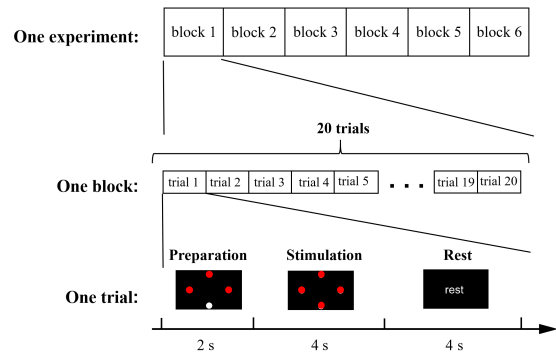 One experiment: block 1 block 2 block 3 block 4 block 5 block 6
20 trials
One block: trial 1 trial 2 trial 3 trial 4 trial 5 . . . trial 19 trial 20
Preparation Stimulation Rest
One trial: rest
2 s 4 s 4 s